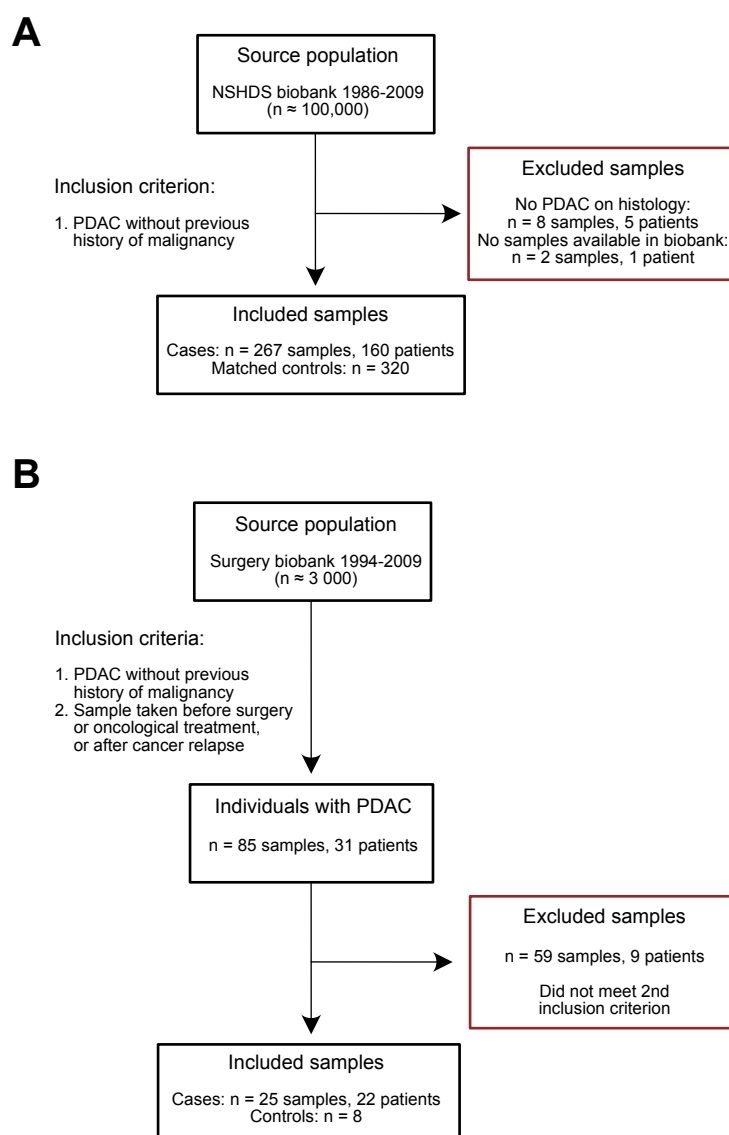 A
Source population
NSHDS biobank 1986-2009
(n ≈ 100,000)
Inclusion criterion:
1. PDAC without previous
history of malignancy
Excluded samples
No PDAC on histology:
n = 8 samples, 5 patients
No samples available in biobank:
n = 2 samples, 1 patient
Included samples
Cases: n = 267 samples, 160 patients
Matched controls: n = 320
B
Source population
Surgery biobank 1994-2009
(n ≈ 3 000)
Inclusion criteria:
1. PDAC without previous
history of malignancy
2. Sample taken before surgery
or oncological treatment,
or after cancer relapse
Individuals with PDAC
n = 85 samples, 31 patients
Excluded samples
n = 59 samples, 9 patients
Did not meet 2nd
inclusion criterion
Included samples
Cases: n = 25 samples, 22 patients
Controls: n = 8